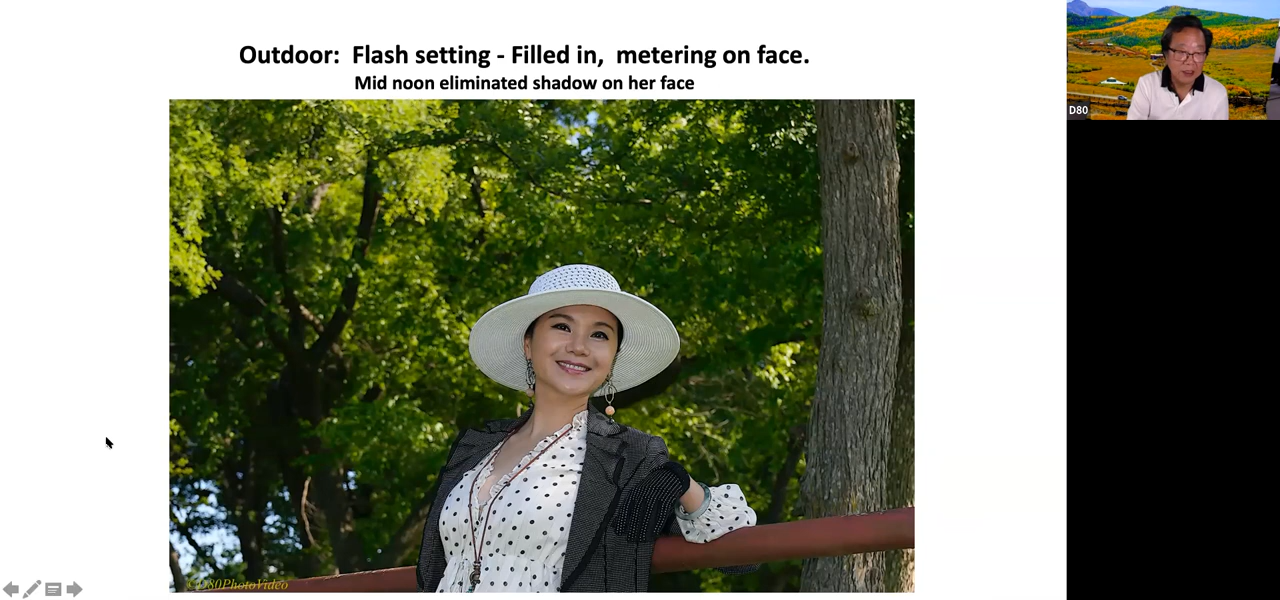 Outdoor:  Flash setting - Filled in,  metering on face.
Mid noon eliminated shadow on her face
D80
©D80PhotoVideo